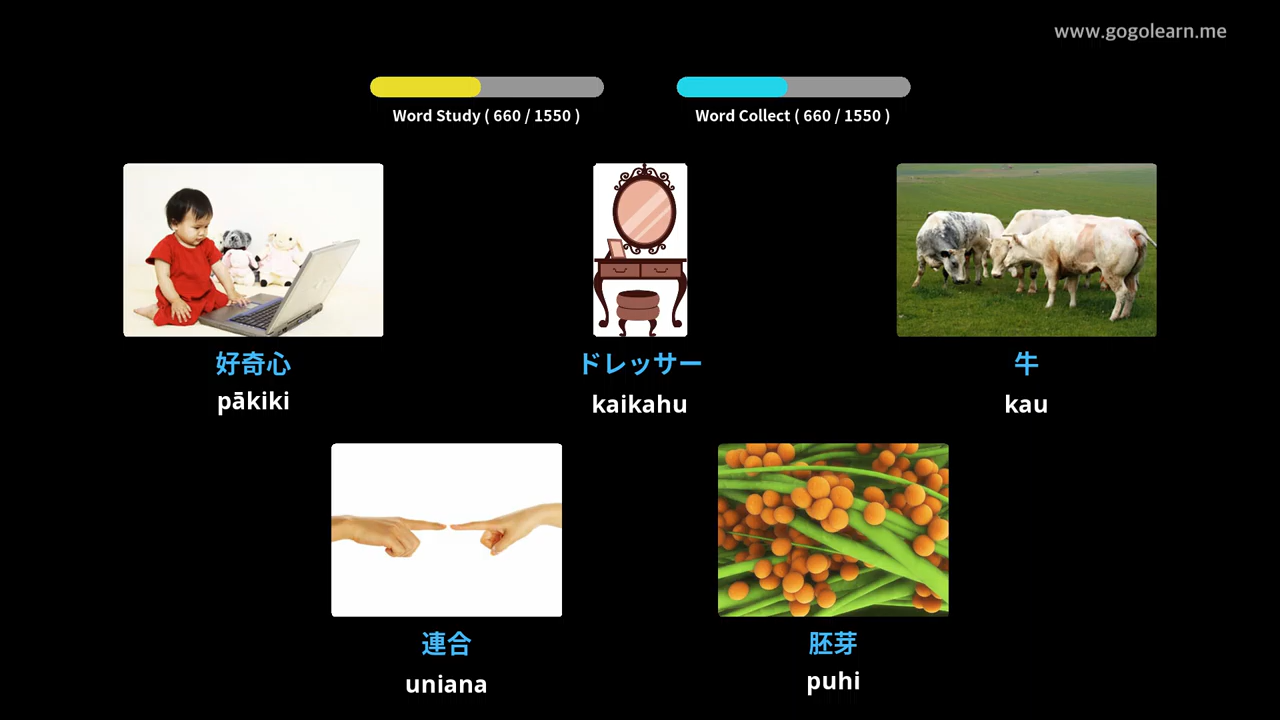 www.gogolearn.me
Word Study ( 660 / 1550 )
Word Collect ( 660 / 1550 )
好奇心
pākiki
ドレッサー
kaikahu
牛
kau
連合
uniana
胚芽
puhi